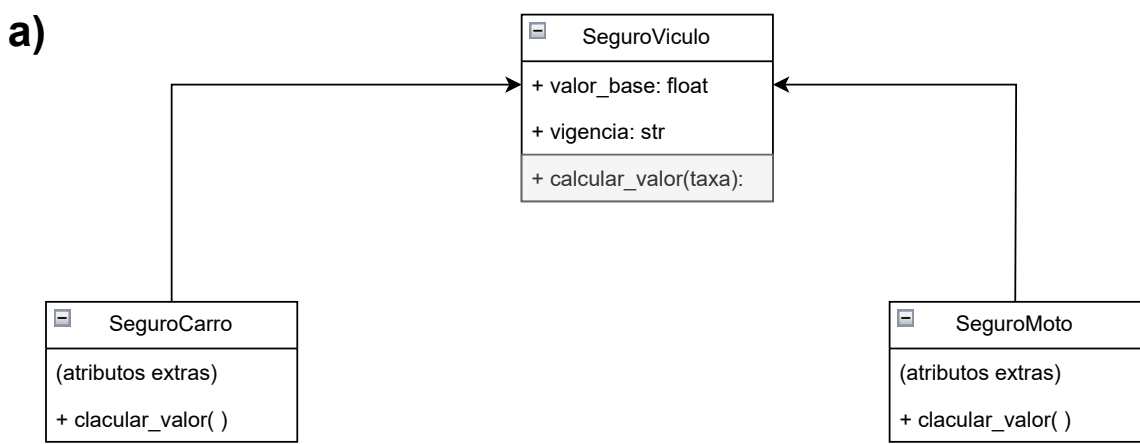 a)
SeguroViculo
+ valor_base: float
+ vigencia: str
+ calcular_valor(taxa):
SeguroCarro
(atributos extras)
+ clacular_valor( )
SeguroMoto
(atributos extras)
+ clacular_valor( )